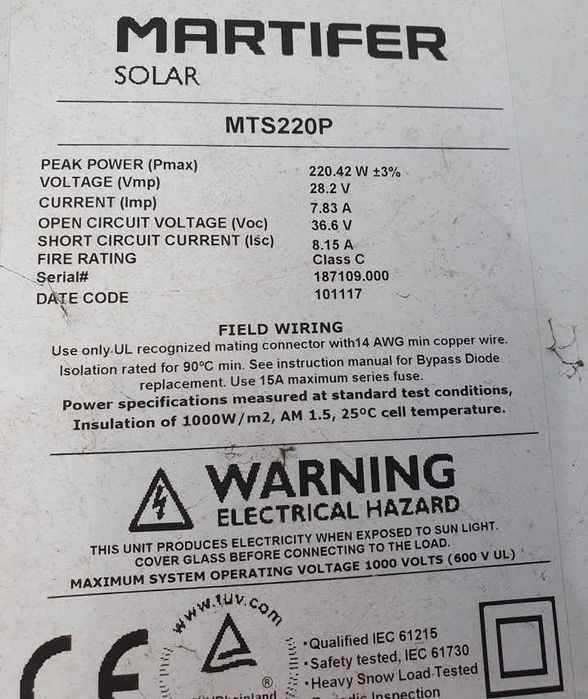 MARTIFER
SOLAR
MTS220P
PEAK POWER (Pmax) 220.42 W ±3%
VOLTAGE (Vmp) 28.2 V
CURRENT (Imp) 7.83 A
OPEN CIRCUIT VOLTAGE (Voc) 36.6 V
SHORT CIRCUIT CURRENT (Isc) 8.15 A
FIRE RATING Class C
Serial# 187109.000
DATE CODE 101117
FIELD WIRING
Use only UL recognized mating connector with14 AWG min copper wire.
Isolation rated for 90ºC min. See instruction manual for Bypass Diode
replacement. Use 15A maximum series fuse.
Power specifications measured at standard test conditions,
Insulation of 1000W/m2, AM 1.5, 25ºC cell temperature.
WARNING
ELECTRICAL HAZARD
THIS UNIT PRODUCES ELECTRICITY WHEN EXPOSED TO SUN LIGHT.
COVER GLASS BEFORE CONNECTING TO THE LOAD.
MAXIMUM SYSTEM OPERATING VOLTAGE 1000 VOLTS (600 V UL)
CE
www.tuv.com
®
TÜVRheinland
•Qualified IEC 61215
•Safety tested, IEC 61730
•Heavy Snow Load Tested
•Periodic Inspection